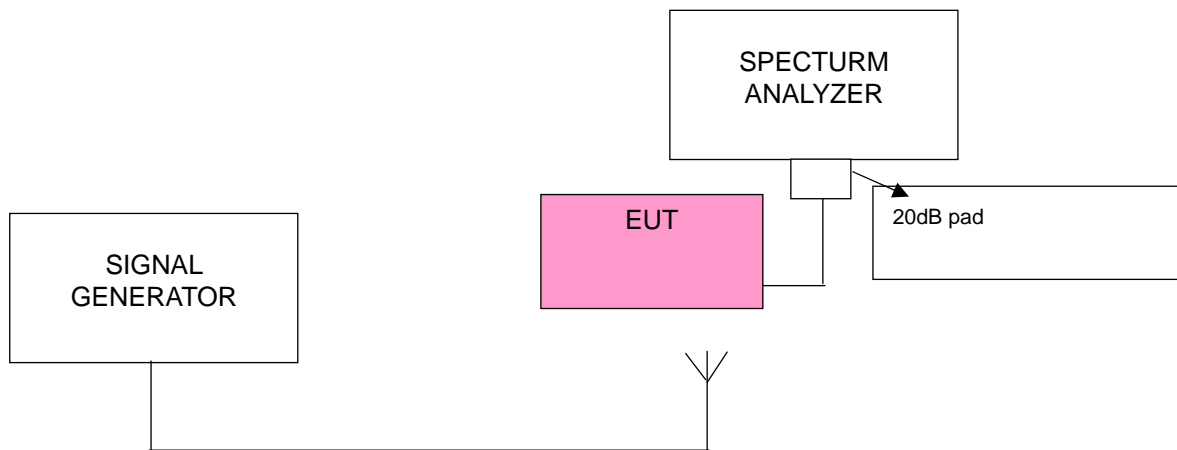 SPECTURM
ANALYZER
EUT
20dB pad
SIGNAL
GENERATOR